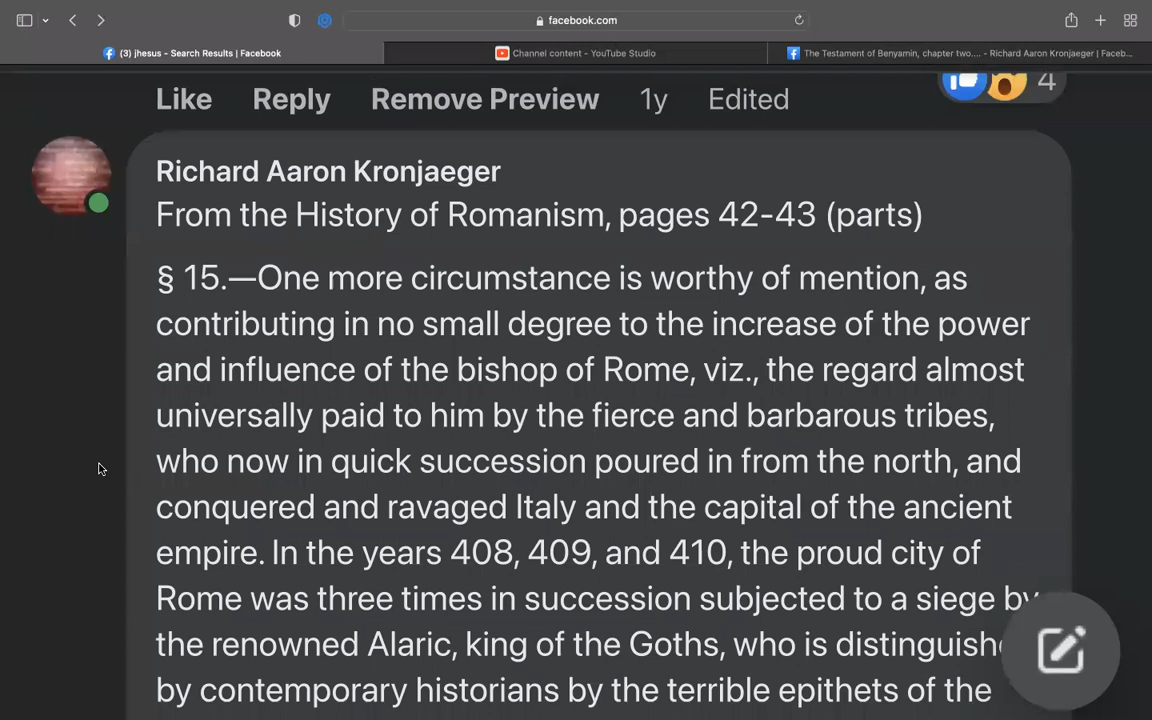 facebook.com
(3) jhesus - Search Results | Facebook
Channel content - YouTube Studio
The Testament of Benyamin, chapter two.... - Richard Aaron Kronjaeger | Faceb...
Like Reply Remove Preview 1y Edited 4
Richard Aaron Kronjaeger
From the History of Romanism, pages 42-43 (parts)
§ 15.—One more circumstance is worthy of mention, as
contributing in no small degree to the increase of the power
and influence of the bishop of Rome, viz., the regard almost
universally paid to him by the fierce and barbarous tribes,
who now in quick succession poured in from the north, and
conquered and ravaged Italy and the capital of the ancient
empire. In the years 408, 409, and 410, the proud city of
Rome was three times in succession subjected to a siege by
the renowned Alaric, king of the Goths, who is distinguishe
by contemporary historians by the terrible epithets of the